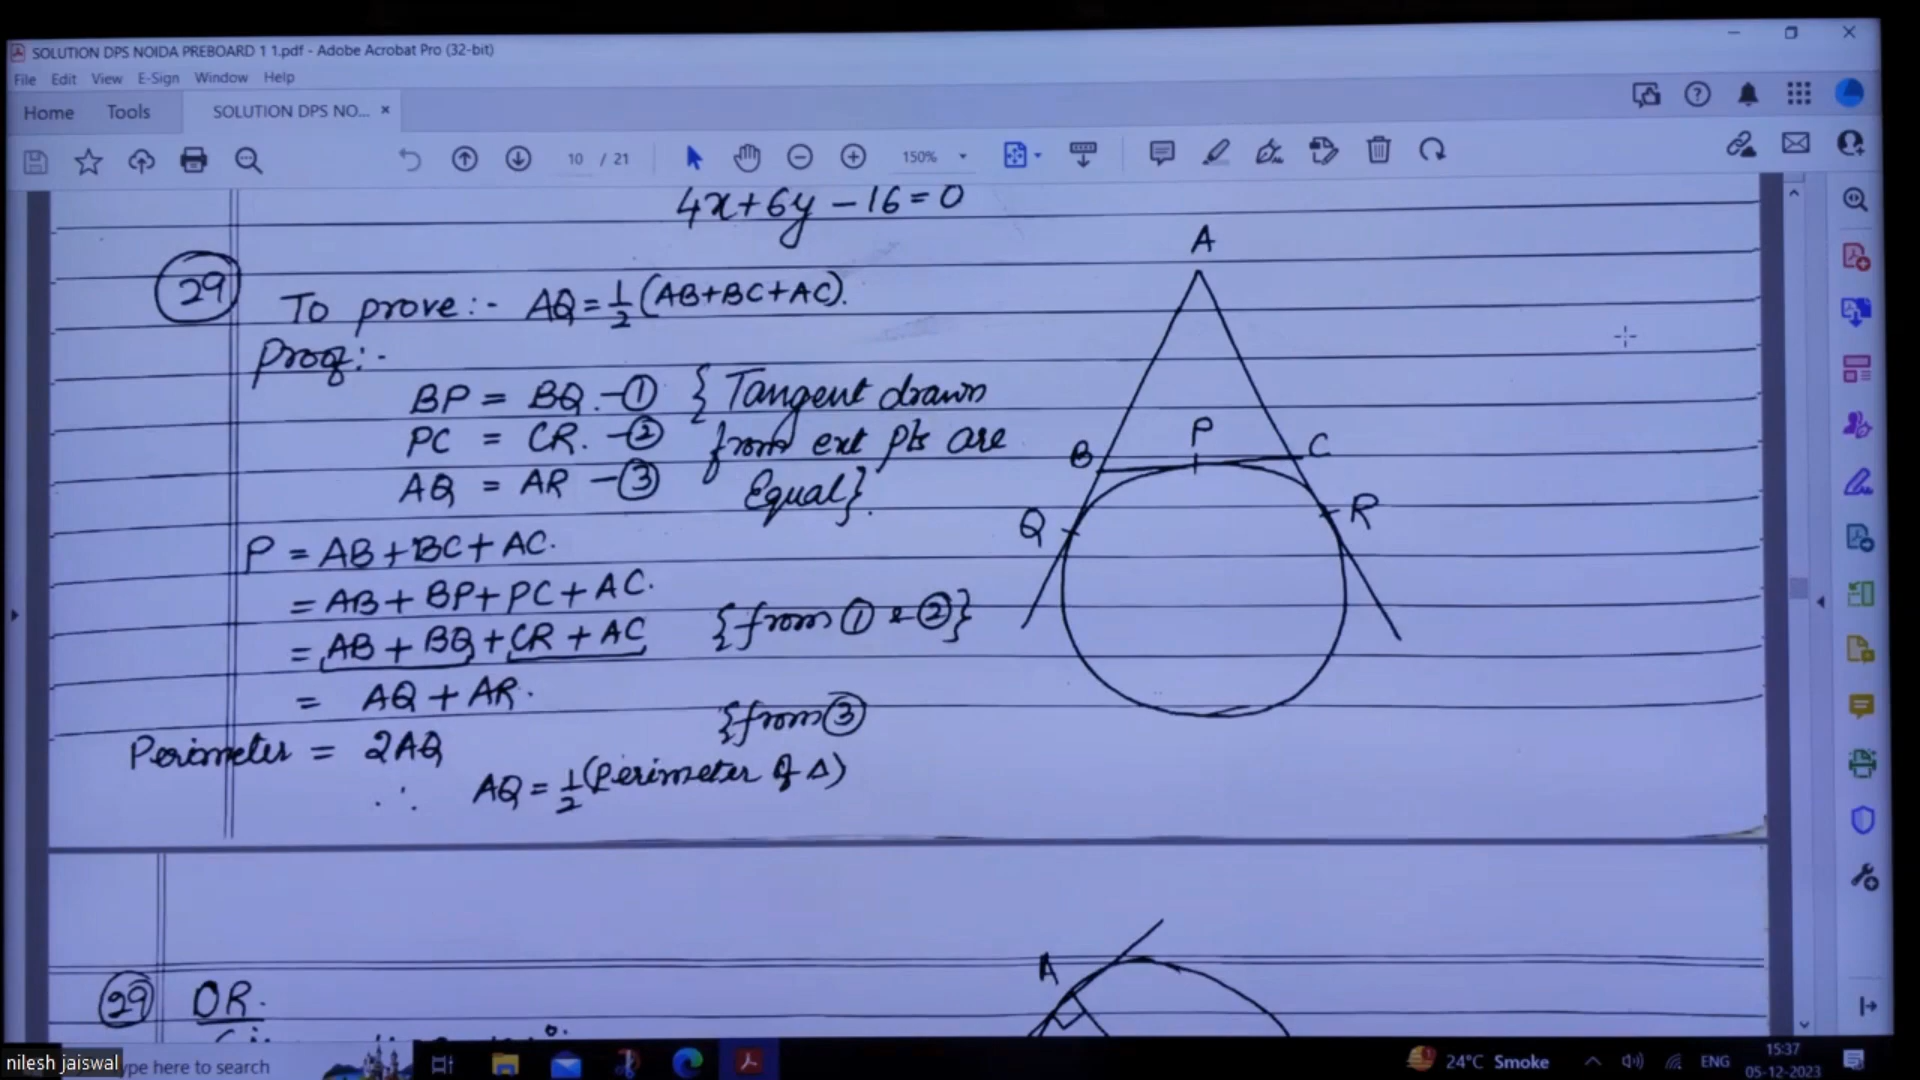 SOLUTION DPS NOIDA PREBOARD 1 1.pdf - Adobe Acrobat Pro (32-bit)
File Edit View E-Sign Window Help
Home Tools SOLUTION DPS NO... ×
10 / 21 150%
4x+6y-16=0
29 To prove:- AQ=1/2(AB+BC+AC).
Proof:-
BP = BQ.-① {Tangent drawn
PC = CR.-② from ext pts are
AQ = AR -③ Equal}.
P = AB+BC+AC.
= AB+BP+PC+AC.
= AB+BQ+CR+AC {from ① & ②}
= AQ+AR.
{from ③
Perimeter = 2AQ
∴ AQ=1/2(Perimeter of Δ)
A
B P C
Q R
29 OR.
A
nilesh jaiswal
ype here to search
24°C Smoke
ENG
15:37
05-12-2023